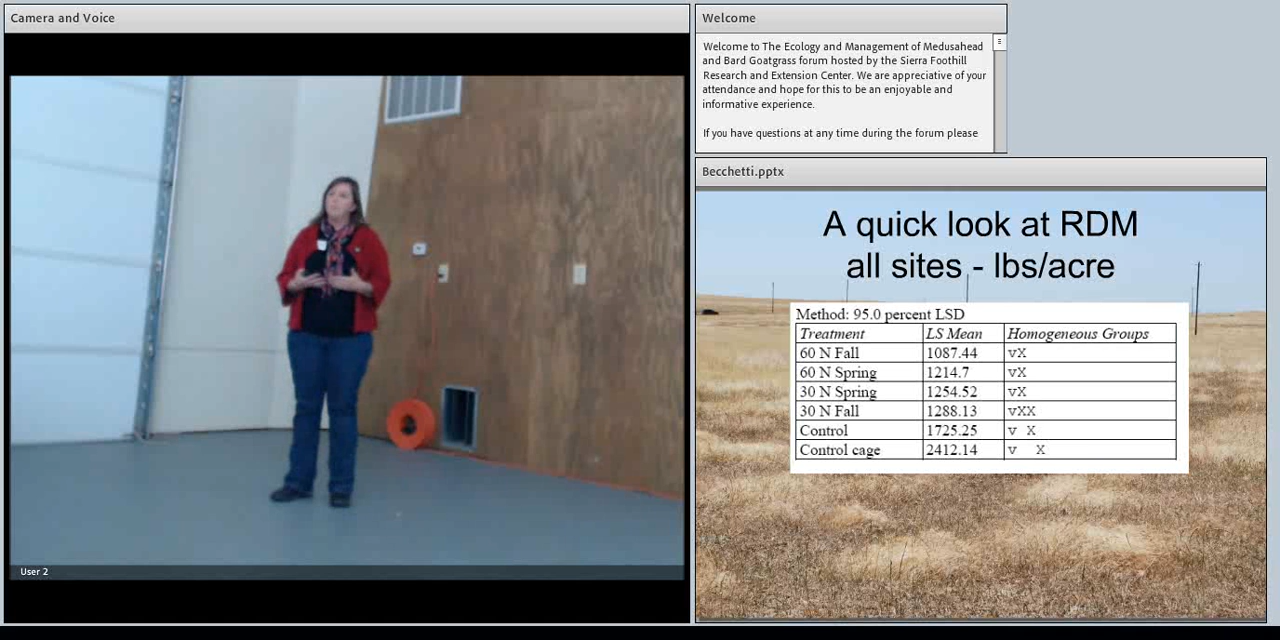 Camera and Voice
User 2
Welcome
Welcome to The Ecology and Management of Medusahead
and Bard Goatgrass forum hosted by the Sierra Foothill
Research and Extension Center. We are appreciative of your
attendance and hope for this to be an enjoyable and
informative experience.
If you have questions at any time during the forum please
Becchetti.pptx
A quick look at RDM
all sites - lbs/acre
Method: 95.0 percent LSD
Treatment LS Mean Homogeneous Groups
60 N Fall 1087.44 vX
60 N Spring 1214.7 vX
30 N Spring 1254.52 vX
30 N Fall 1288.13 vXX
Control 1725.25 v X
Control cage 2412.14 v X